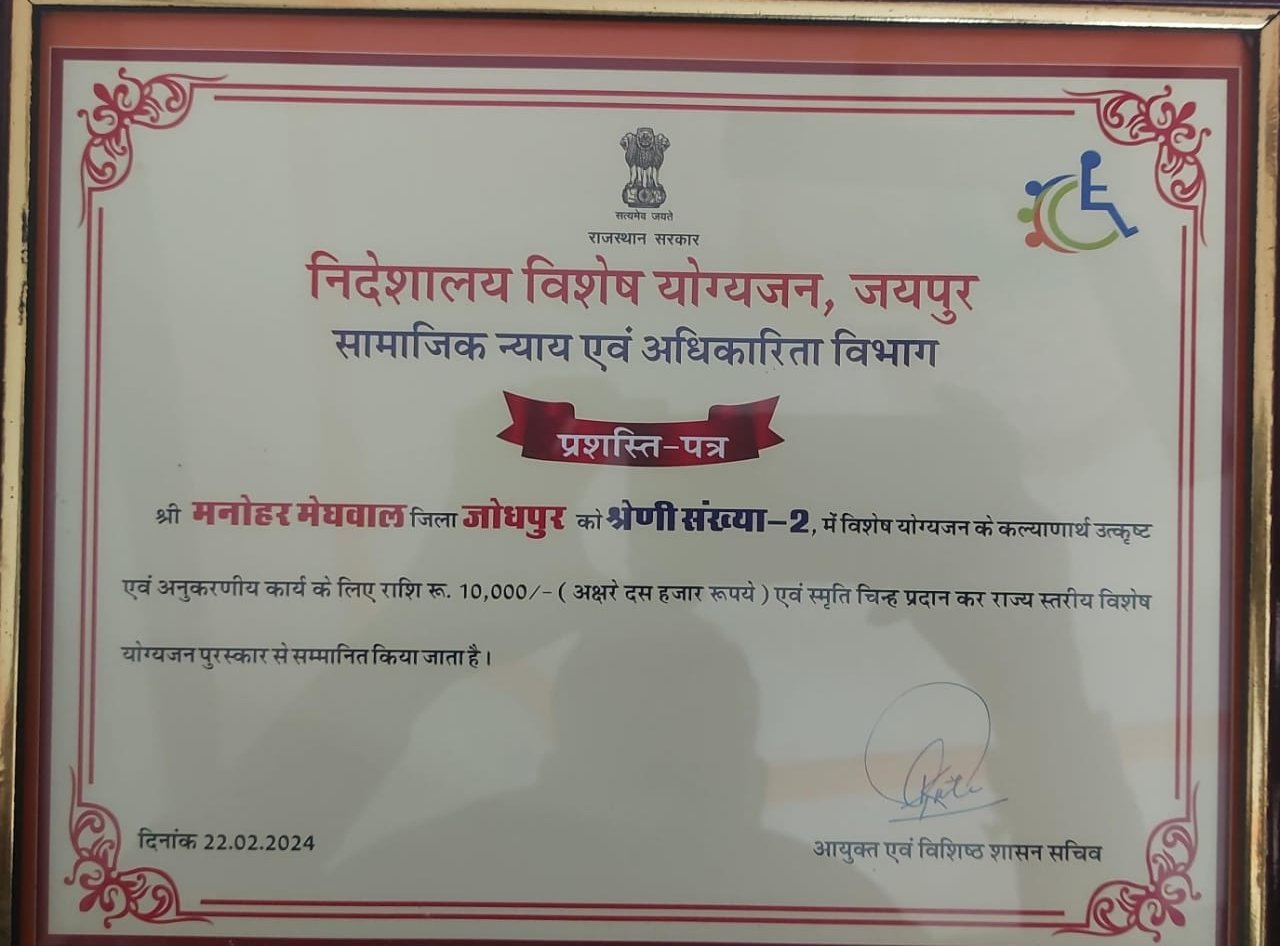 सत्यमेव जयते
राजस्थान सरकार
निदेशालय विशेष योग्यजन, जयपुर
सामाजिक न्याय एवं अधिकारिता विभाग
प्रशस्ति-पत्र
श्री मनोहर मेघवाल जिला जोधपुर को श्रेणी संख्या-2, में विशेष योग्यजन के कल्याणार्थ उत्कृष्ट
एवं अनुकरणीय कार्य के लिए राशि रू. 10,000/- ( अक्षरे दस हजार रूपये ) एवं स्मृति चिन्ह प्रदान कर राज्य स्तरीय विशेष
योग्यजन पुरस्कार से सम्मानित किया जाता है।
दिनांक 22.02.2024
आयुक्त एवं विशिष्ठ शासन सचिव